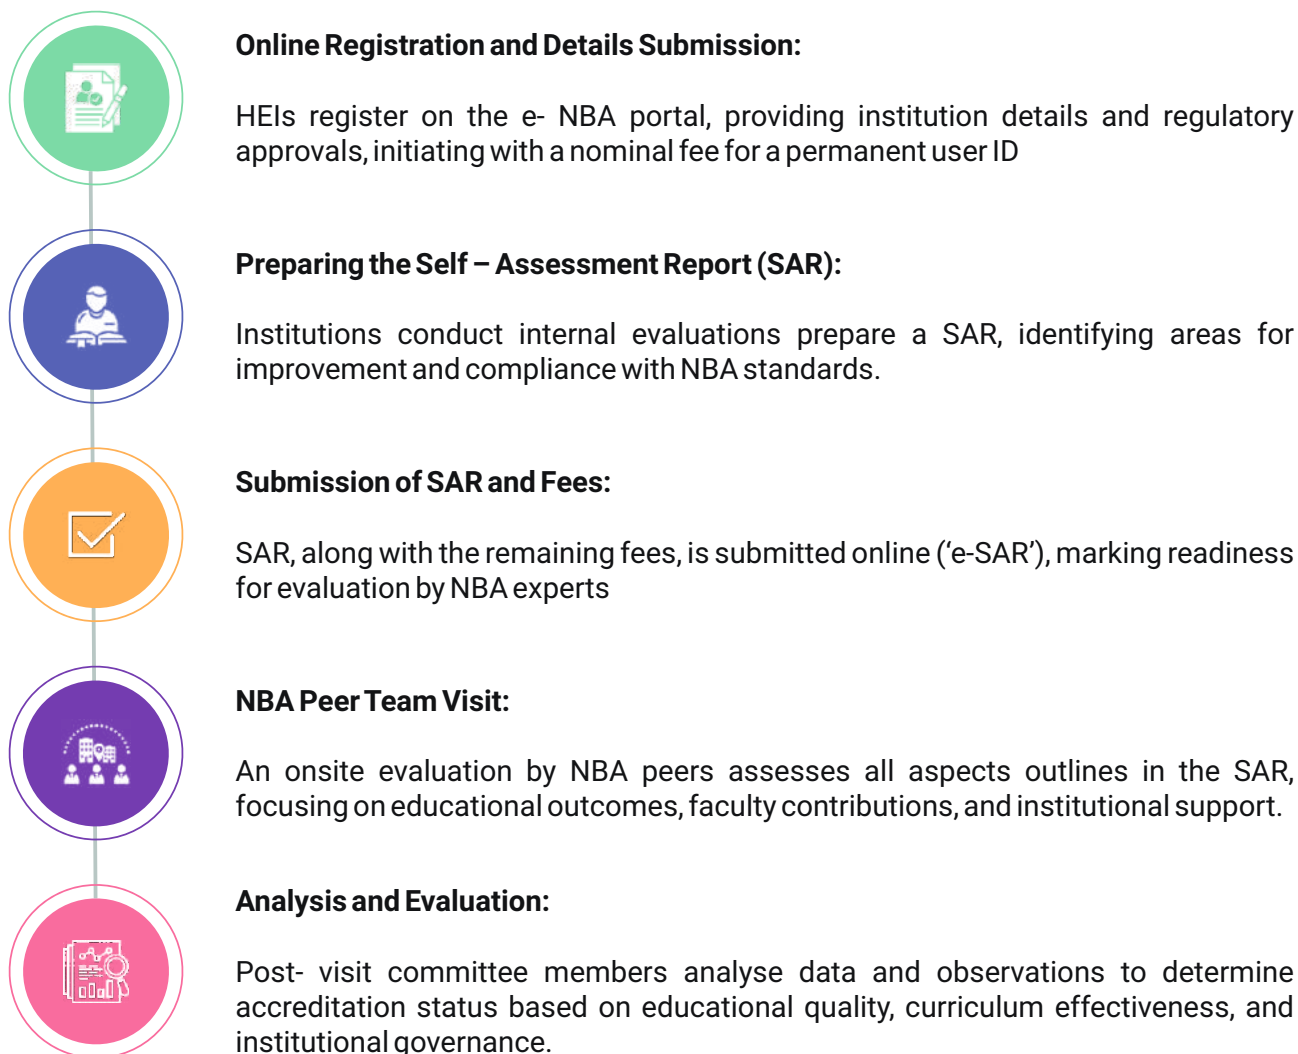 Online Registration and Details Submission:
HEIs register on the e- NBA portal, providing institution details and regulatory
approvals, initiating with a nominal fee for a permanent user ID
Preparing the Self – Assessment Report (SAR):
Institutions conduct internal evaluations prepare a SAR, identifying areas for
improvement and compliance with NBA standards.
Submission of SAR and Fees:
SAR, along with the remaining fees, is submitted online (‘e-SAR’), marking readiness
for evaluation by NBA experts
NBA Peer Team Visit:
An onsite evaluation by NBA peers assesses all aspects outlines in the SAR,
focusing on educational outcomes, faculty contributions, and institutional support.
Analysis and Evaluation:
Post- visit committee members analyse data and observations to determine
accreditation status based on educational quality, curriculum effectiveness, and
institutional governance.